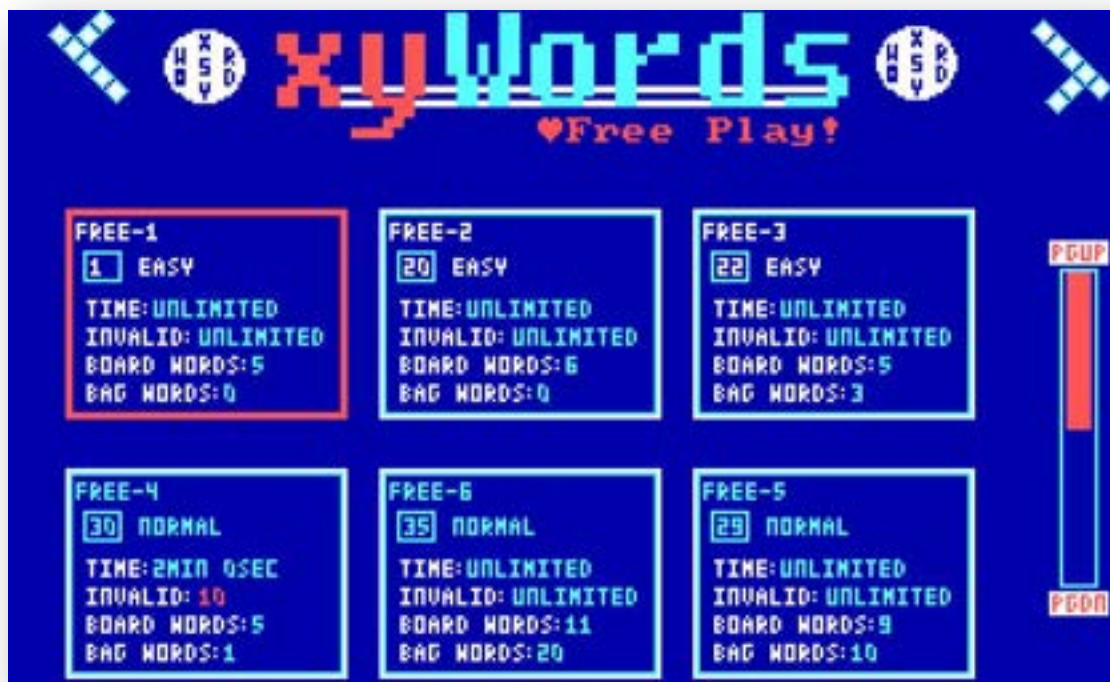 xyWords
♥Free Play!
FREE-1
1 EASY
TIME:UNLIMITED
INVALID:UNLIMITED
BOARD WORDS:5
BAG WORDS:0
FREE-2
20 EASY
TIME:UNLIMITED
INVALID:UNLIMITED
BOARD WORDS:6
BAG WORDS:0
FREE-3
22 EASY
TIME:UNLIMITED
INVALID:UNLIMITED
BOARD WORDS:5
BAG WORDS:3
PGUP
FREE-4
30 NORMAL
TIME:2MIN 0SEC
INVALID:10
BOARD WORDS:5
BAG WORDS:1
FREE-6
35 NORMAL
TIME:UNLIMITED
INVALID:UNLIMITED
BOARD WORDS:11
BAG WORDS:20
FREE-5
29 NORMAL
TIME:UNLIMITED
INVALID:UNLIMITED
BOARD WORDS:9
BAG WORDS:10
PGDN